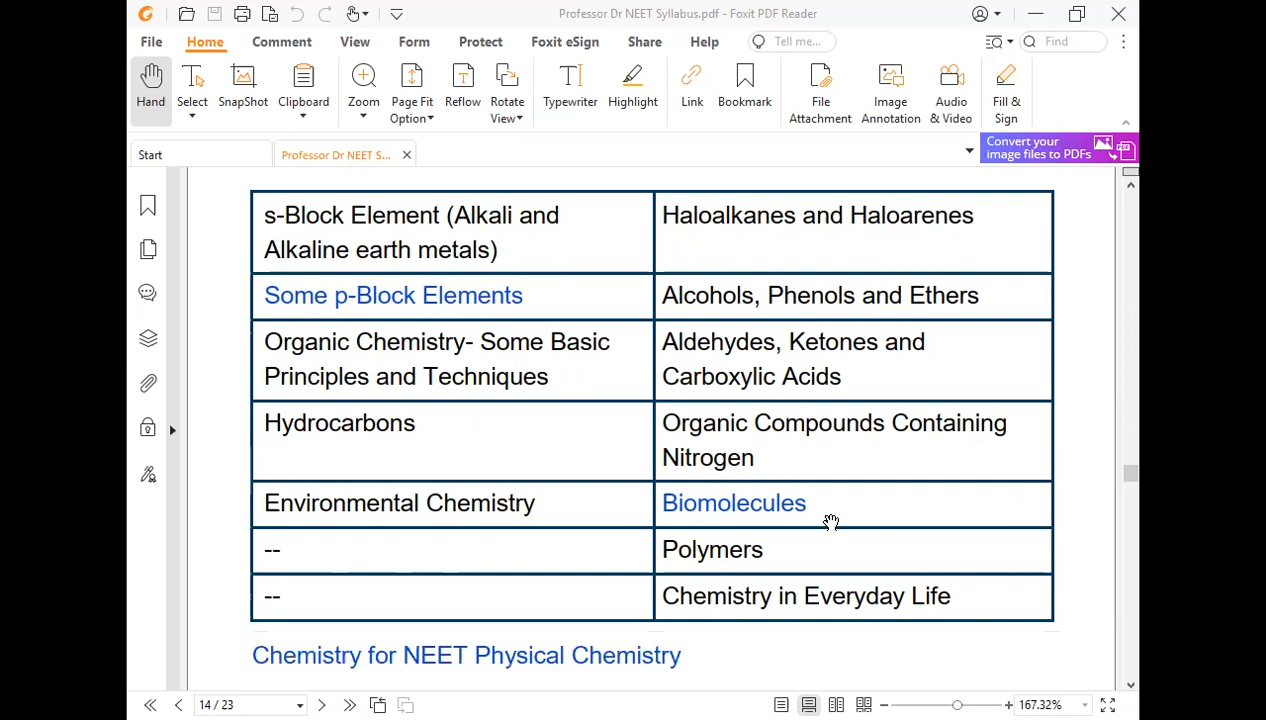 Professor Dr NEET Syllabus.pdf - Foxit PDF Reader
File Home Comment View Form Protect Foxit eSign Share Help Tell me... Find
Hand Select SnapShot Clipboard Zoom Page Fit Option Reflow Rotate View Typewriter Highlight Link Bookmark File Attachment Image Annotation Audio & Video Fill & Sign
Start Professor Dr NEET S...
Convert your
image files to PDFs
s-Block Element (Alkali and
Alkaline earth metals)
Haloalkanes and Haloarenes
Some p-Block Elements
Alcohols, Phenols and Ethers
Organic Chemistry- Some Basic
Principles and Techniques
Aldehydes, Ketones and
Carboxylic Acids
Hydrocarbons
Organic Compounds Containing
Nitrogen
Environmental Chemistry
Biomolecules
--
Polymers
--
Chemistry in Everyday Life
Chemistry for NEET Physical Chemistry
14 / 23
167.32%